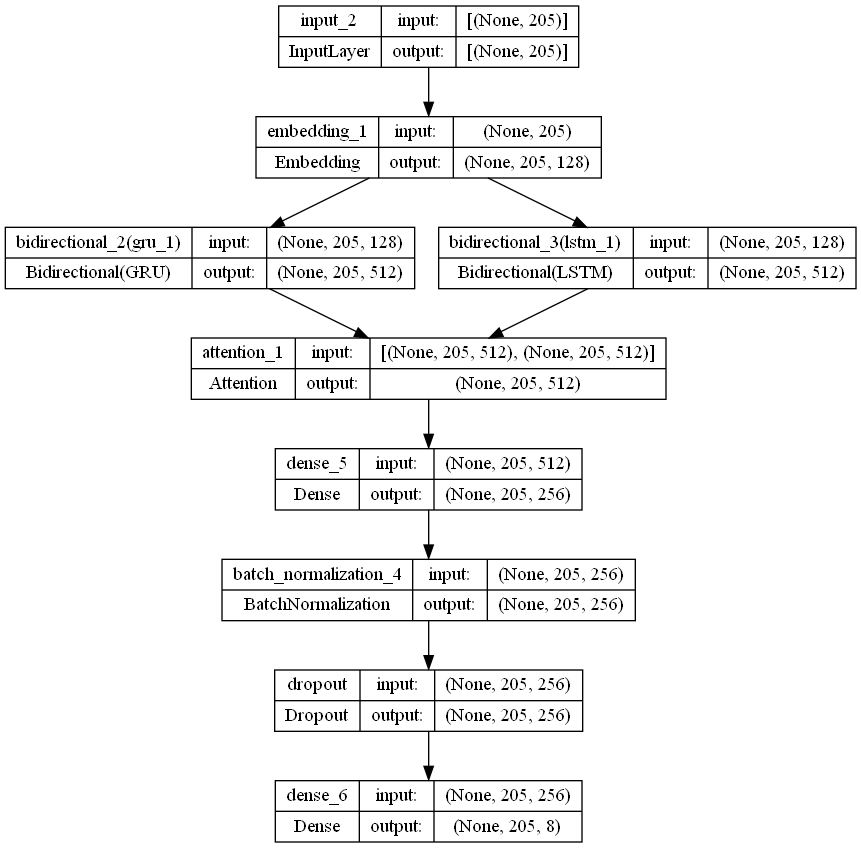 input_2 input: [(None, 205)]
InputLayer output: [(None, 205)]
embedding_1 input: (None, 205)
Embedding output: (None, 205, 128)
bidirectional_2(gru_1) input: (None, 205, 128)
Bidirectional(GRU) output: (None, 205, 512)
bidirectional_3(lstm_1) input: (None, 205, 128)
Bidirectional(LSTM) output: (None, 205, 512)
attention_1 input: [(None, 205, 512), (None, 205, 512)]
Attention output: (None, 205, 512)
dense_5 input: (None, 205, 512)
Dense output: (None, 205, 256)
batch_normalization_4 input: (None, 205, 256)
BatchNormalization output: (None, 205, 256)
dropout input: (None, 205, 256)
Dropout output: (None, 205, 256)
dense_6 input: (None, 205, 256)
Dense output: (None, 205, 8)